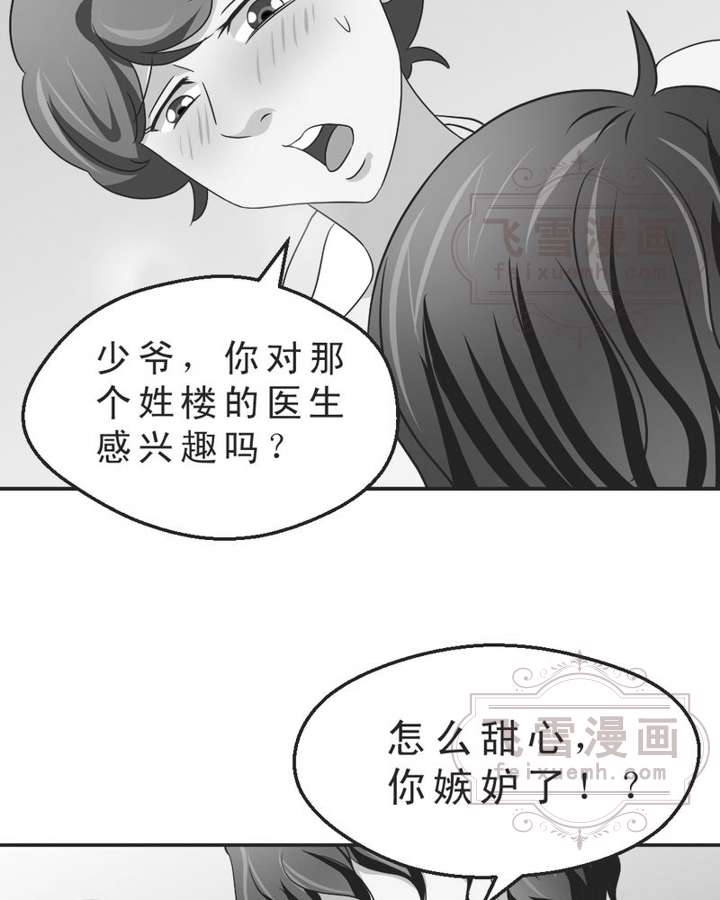 飞雪漫画
feixuemh.com
少爷，你对那
个姓楼的医生
感兴趣吗？
飞雪漫画
feixuemh.com
怎么甜心，
你嫉妒了！？